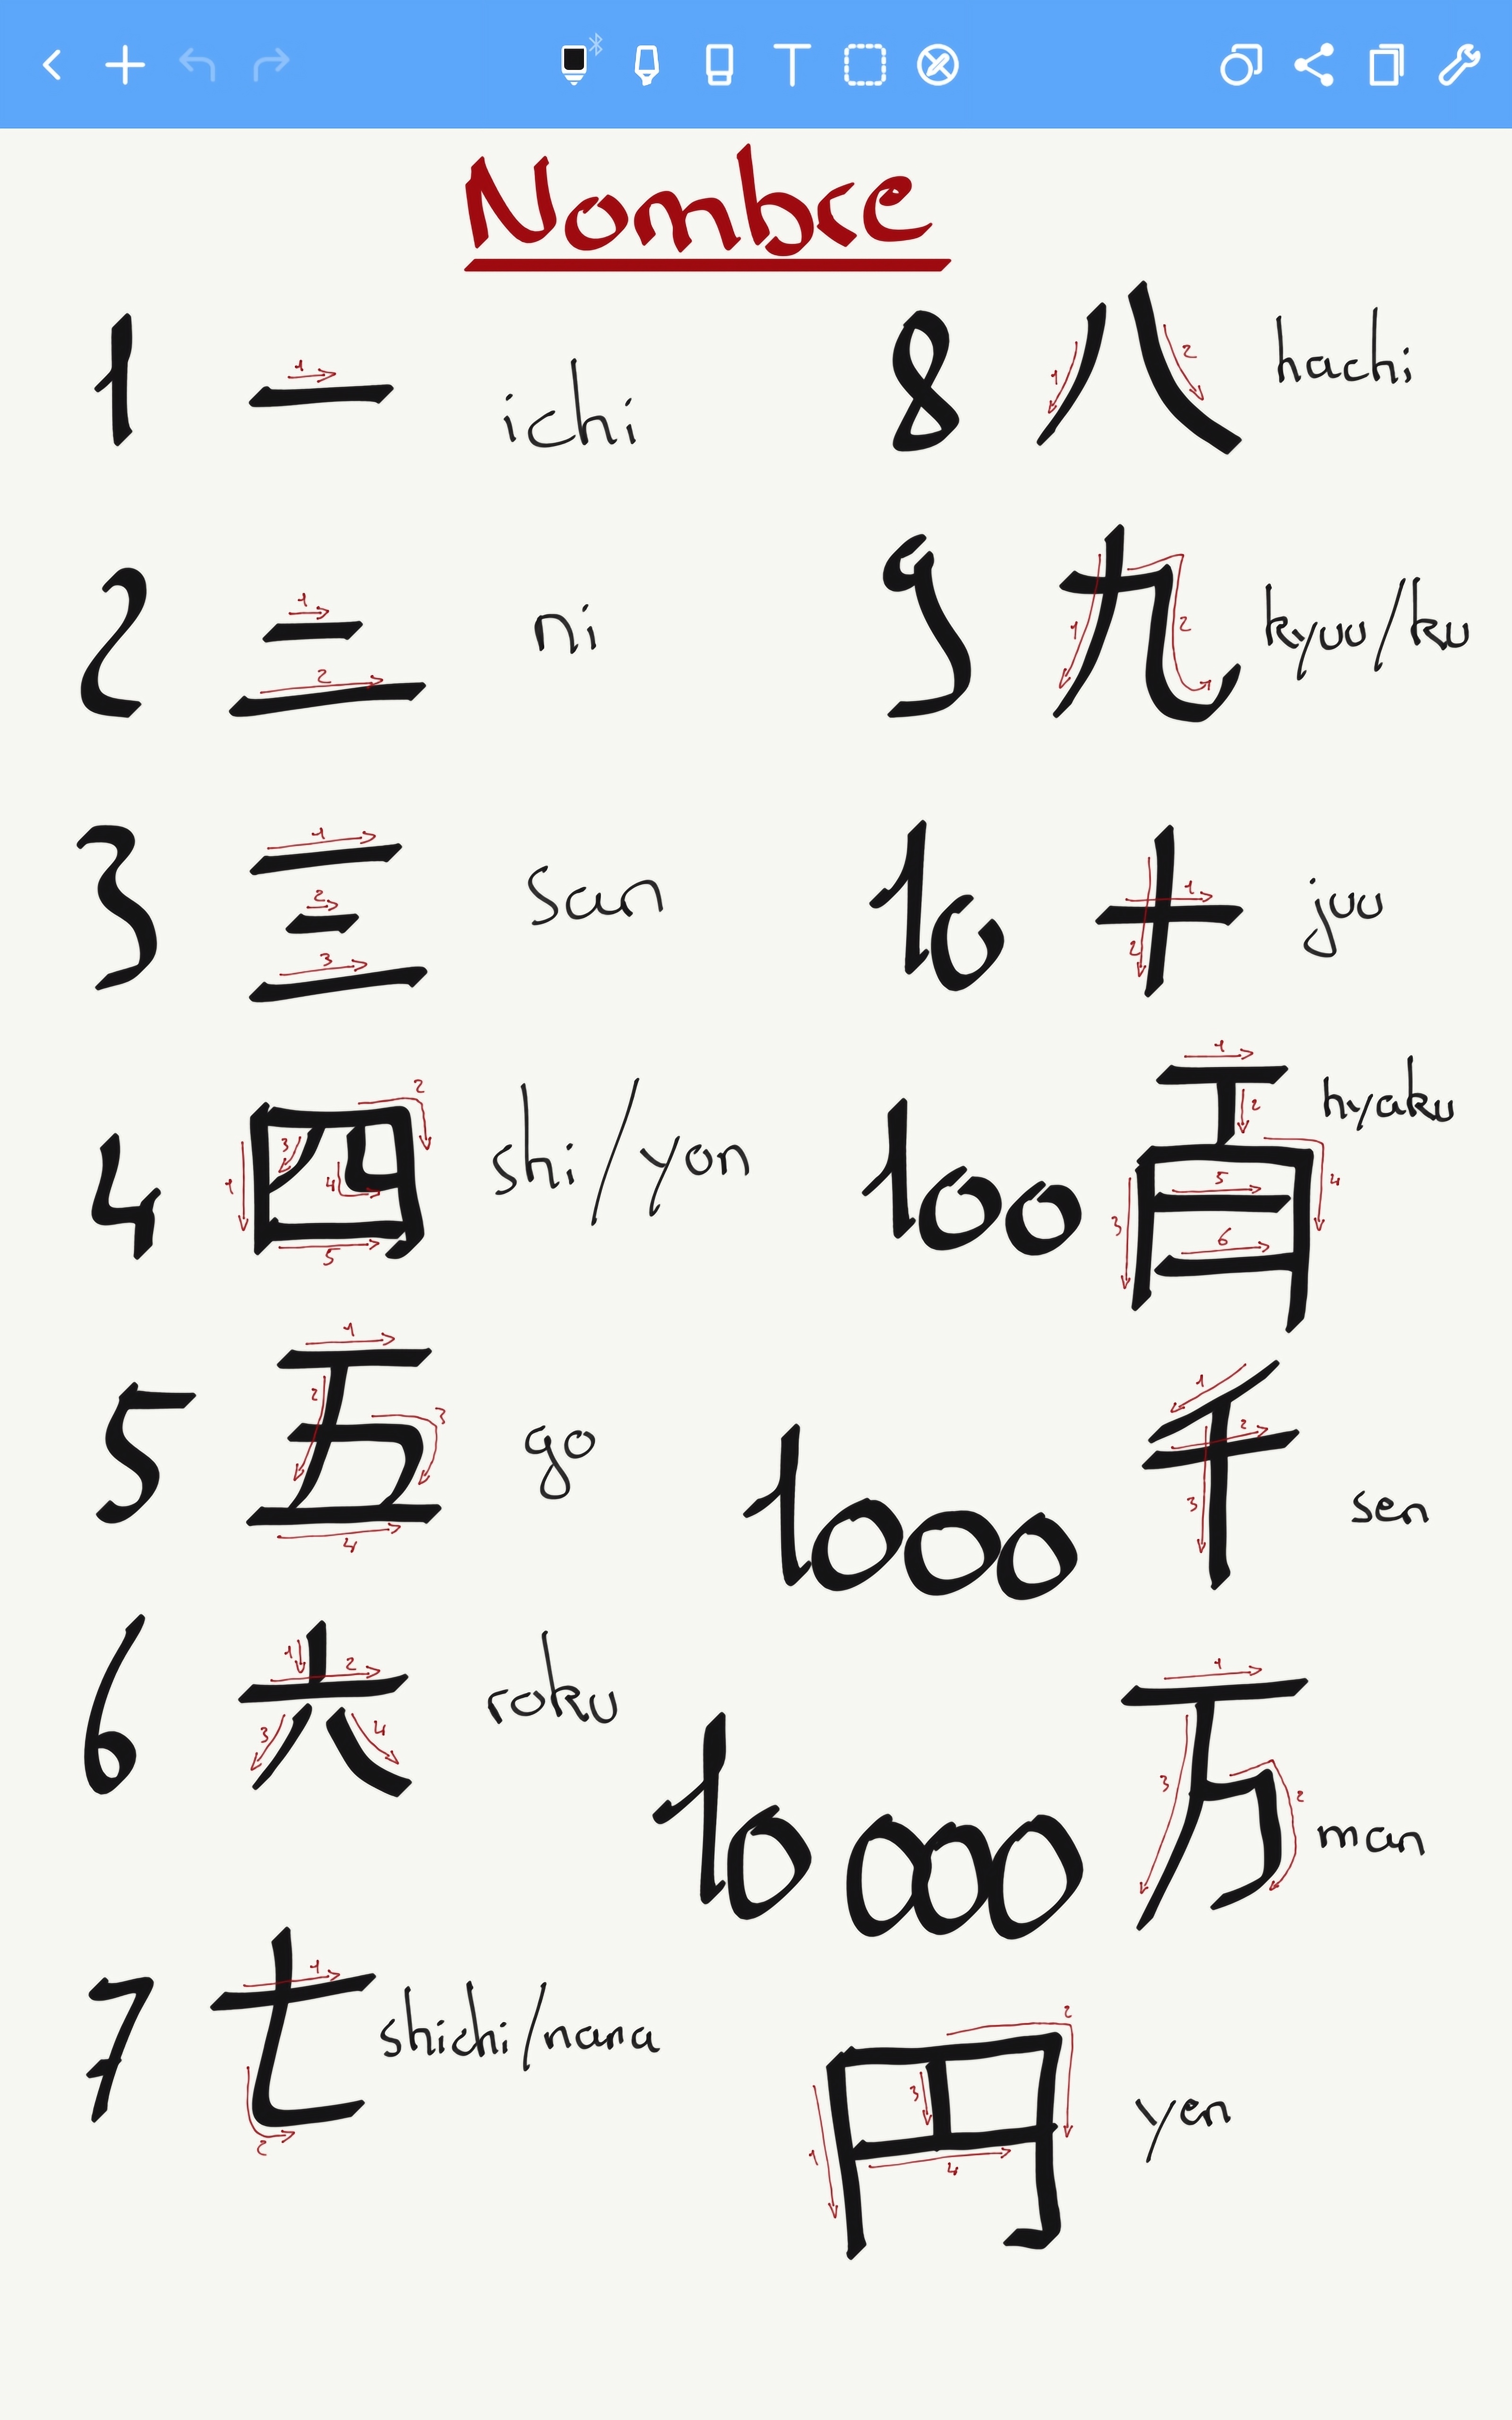 Nombre
1 一 ichi
2 二 ni
3 三 san
4 四 shi/yon
5 五 go
6 六 roku
7 七 shichi/nana
8 八 hachi
9 九 kyuu/ku
10 十 juu
100 百 hyaku
1000 千 sen
10 000 万 man
円 yen